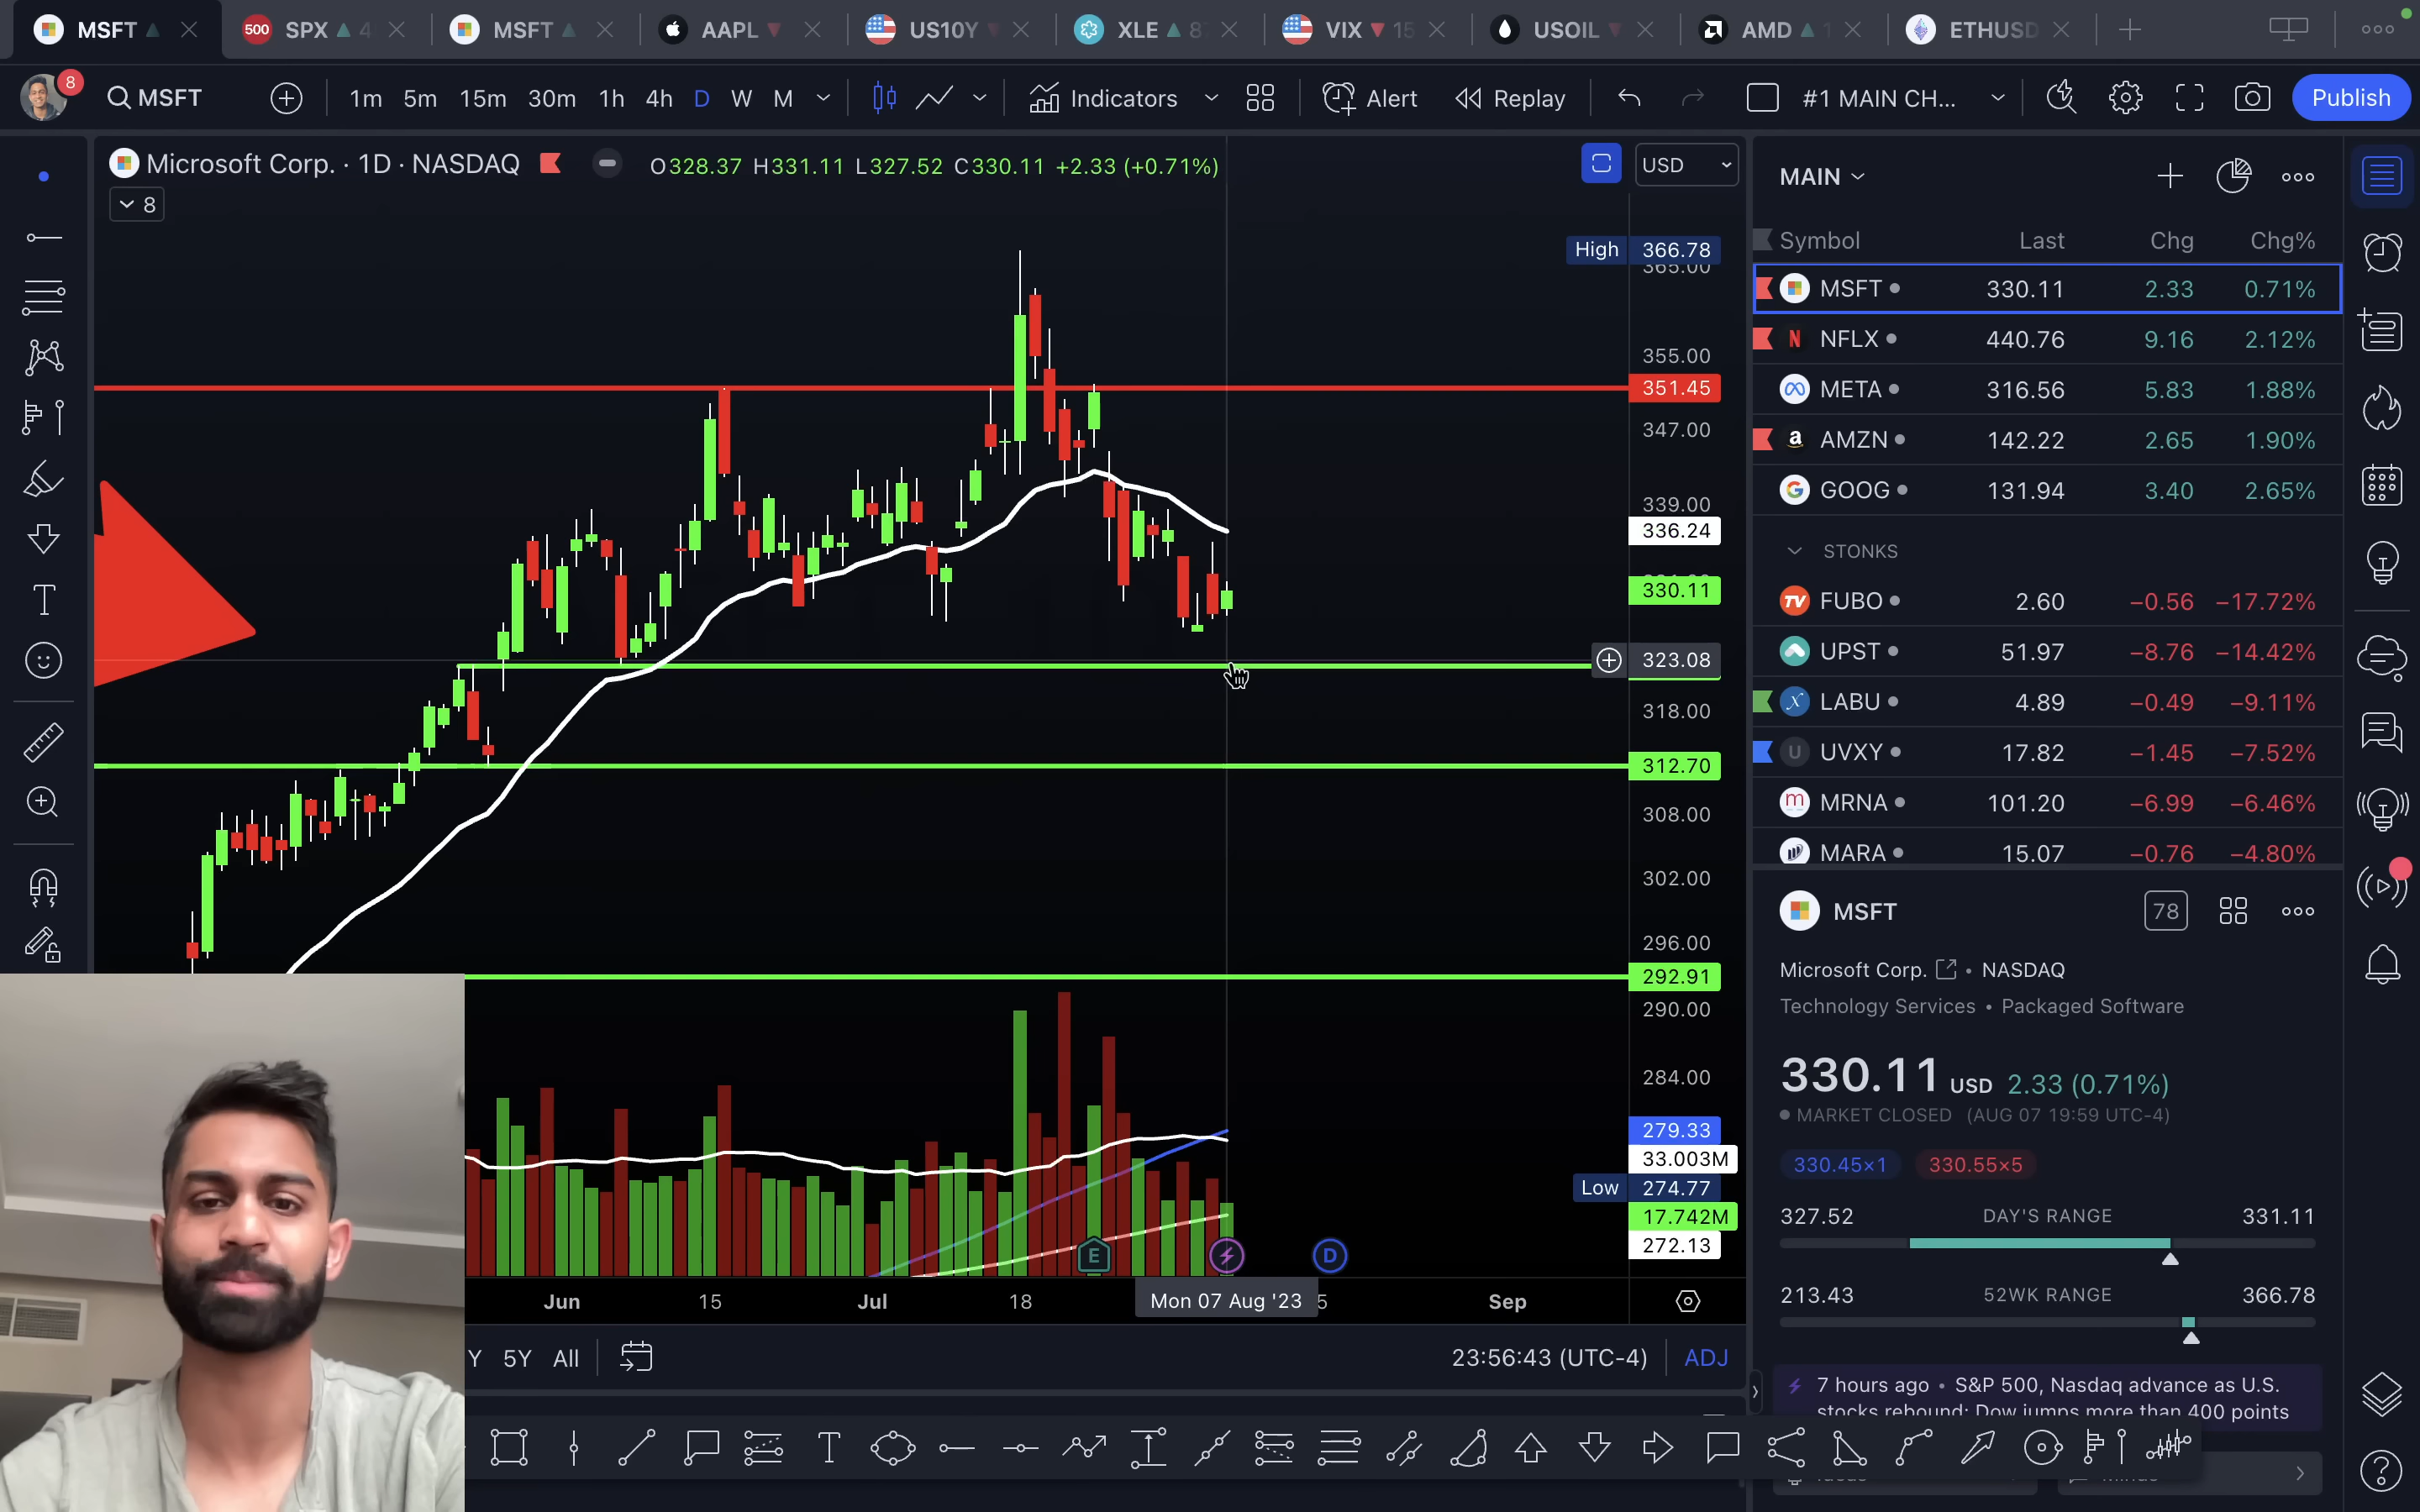 MSFT
500 SPX 4
MSFT
AAPL
US10Y
XLE 8
VIX 15
USOIL
AMD 1
ETHUSD
8
MSFT
1m 5m 15m 30m 1h 4h D W M
Indicators
Alert
Replay
#1 MAIN CH...
Publish
Microsoft Corp. · 1D · NASDAQ
O328.37 H331.11 L327.52 C330.11 +2.33 (+0.71%)
USD
8
High 366.78
365.00
355.00
351.45
347.00
339.00
336.24
330.11
323.08
318.00
312.70
308.00
302.00
296.00
292.91
290.00
284.00
279.33
33.003M
Low 274.77
17.742M
272.13
E
D
Jun 15 Jul 18 Mon 07 Aug '23 5 Sep
Y 5Y All
23:56:43 (UTC-4) ADJ
MAIN
Symbol Last Chg Chg%
MSFT 330.11 2.33 0.71%
NFLX 440.76 9.16 2.12%
META 316.56 5.83 1.88%
AMZN 142.22 2.65 1.90%
GOOG 131.94 3.40 2.65%
STONKS
FUBO 2.60 −0.56 −17.72%
UPST 51.97 −8.76 −14.42%
LABU 4.89 −0.49 −9.11%
UVXY 17.82 −1.45 −7.52%
MRNA 101.20 −6.99 −6.46%
MARA 15.07 −0.76 −4.80%
MSFT 78
Microsoft Corp. • NASDAQ
Technology Services • Packaged Software
330.11 USD 2.33 (0.71%)
MARKET CLOSED (AUG 07 19:59 UTC-4)
330.45×1 330.55×5
327.52 DAY'S RANGE 331.11
213.43 52WK RANGE 366.78
7 hours ago • S&P 500, Nasdaq advance as U.S.
stocks rebound; Dow jumps more than 400 points